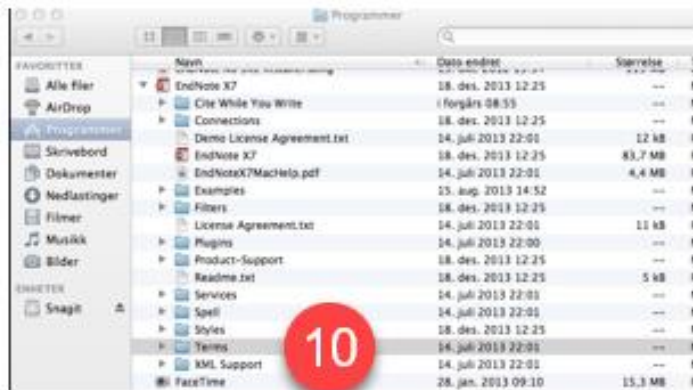 Programmer
FAVORITTER
Alle filer
AirDrop
Programmer
Skrivebord
Dokumenter
Nedlastinger
Filmer
Musikk
Bilder
ENHETER
Snagit
Navn Dato endret Størrelse
EndNote X7 18. des. 2013 12:25 --
Cite While You Write i forgårs 08:55 --
Connections 18. des. 2013 12:25 --
Demo License Agreement.txt 14. juli 2013 22:01 12 kB
EndNote X7 18. des. 2013 12:25 83,7 MB
EndNoteX7MacHelp.pdf 14. juli 2013 22:01 4,4 MB
Examples 15. aug. 2013 14:52 --
Filters 18. des. 2013 12:25 --
License Agreement.txt 14. juli 2013 22:01 11 kB
Plugins 14. juli 2013 22:00 --
Product-Support 18. des. 2013 12:25 --
Readme.txt 18. des. 2013 12:25 5 kB
Services 14. juli 2013 22:01 --
Spell 14. juli 2013 22:01 --
Styles 18. des. 2013 12:25 --
Terms 14. juli 2013 22:01 --
XML Support 14. juli 2013 22:01 --
FaceTime 28. jan. 2013 09:10 15,3 MB
10